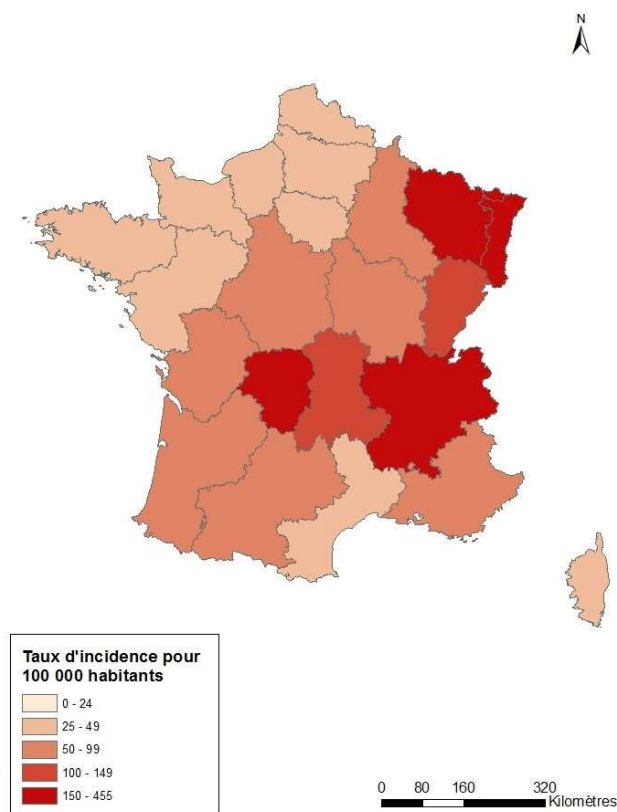 N
Taux d'incidence pour
100 000 habitants
0 - 24
25 - 49
50 - 99
100 - 149
150 - 455
0 80 160 320
Kilomètres